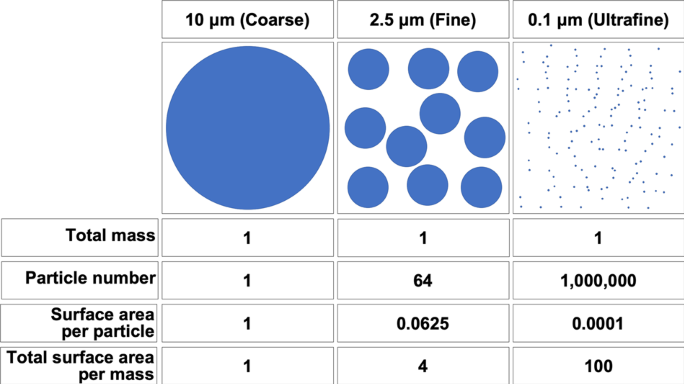 10 µm (Coarse) 2.5 µm (Fine) 0.1 µm (Ultrafine)
Total mass 1 1 1
Particle number 1 64 1,000,000
Surface area
per particle 1 0.0625 0.0001
Total surface area
per mass 1 4 100